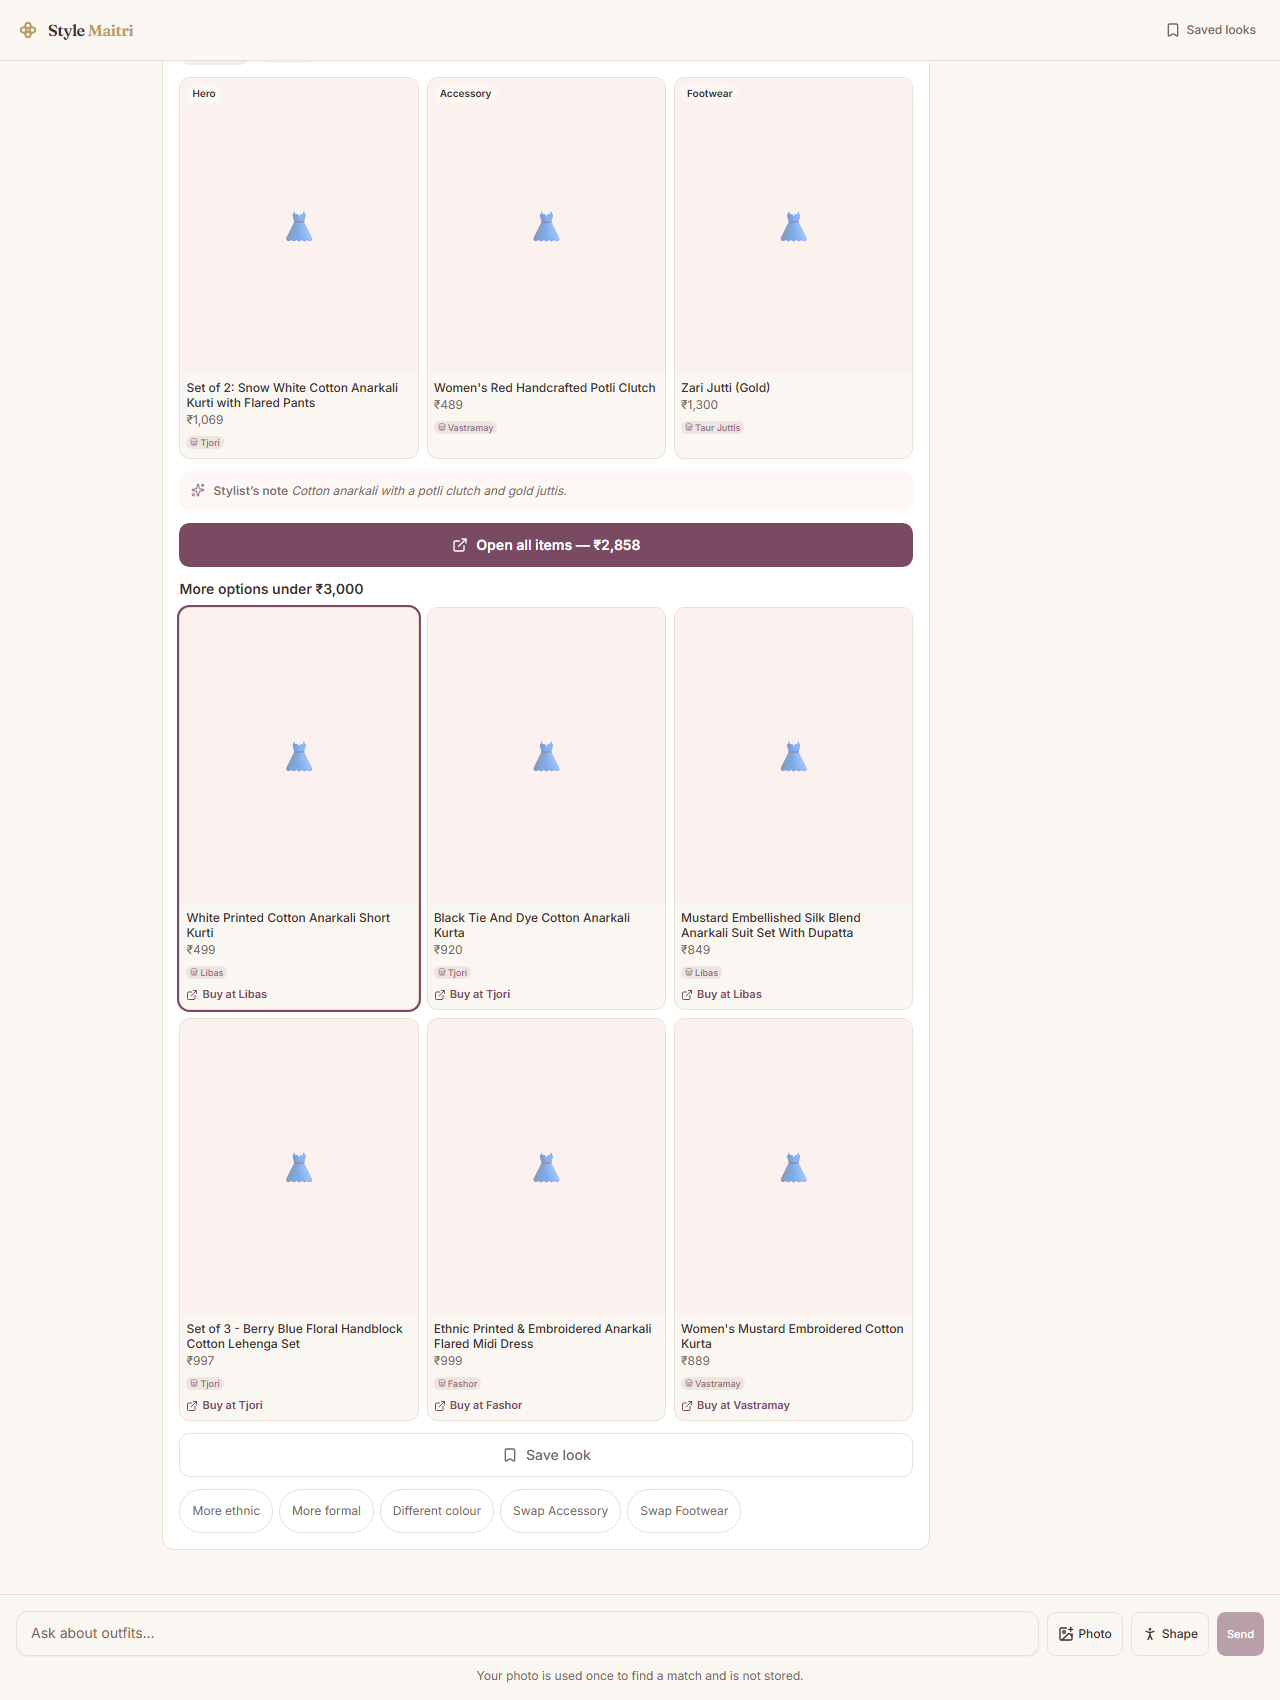 Style Maitri
Saved looks
Hero
Accessory
Footwear
Set of 2: Snow White Cotton Anarkali
Kurti with Flared Pants
₹1,069
Tjori
Women's Red Handcrafted Potli Clutch
₹489
Vastramay
Zari Jutti (Gold)
₹1,300
Taur Juttis
Stylist's note Cotton anarkali with a potli clutch and gold juttis.
Open all items — ₹2,858
More options under ₹3,000
White Printed Cotton Anarkali Short
Kurti
₹499
Libas
Buy at Libas
Black Tie And Dye Cotton Anarkali
Kurta
₹920
Tjori
Buy at Tjori
Mustard Embellished Silk Blend
Anarkali Suit Set With Dupatta
₹849
Libas
Buy at Libas
Set of 3 - Berry Blue Floral Handblock
Cotton Lehenga Set
₹997
Tjori
Buy at Tjori
Ethnic Printed & Embroidered Anarkali
Flared Midi Dress
₹999
Fashor
Buy at Fashor
Women's Mustard Embroidered Cotton
Kurta
₹889
Vastramay
Buy at Vastramay
Save look
More ethnic
More formal
Different colour
Swap Accessory
Swap Footwear
Ask about outfits...
Photo
Shape
Send
Your photo is used once to find a match and is not stored.